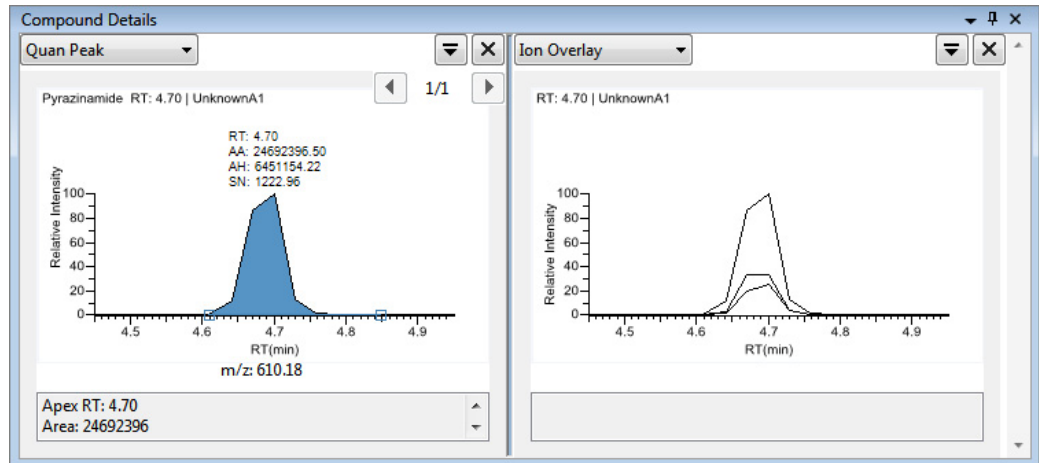 Compound Details
Quan Peak
1/1
Pyrazinamide RT: 4.70 | UnknownA1
RT: 4.70
AA: 24692396.50
AH: 6451154.22
SN: 1222.96
Relative Intensity
100
80
60
40
20
0
4.5 4.6 4.7 4.8 4.9
RT(min)
m/z: 610.18
Apex RT: 4.70
Area: 24692396
Ion Overlay
RT: 4.70 | UnknownA1
Relative Intensity
100
80
60
40
20
0
4.5 4.6 4.7 4.8 4.9
RT(min)